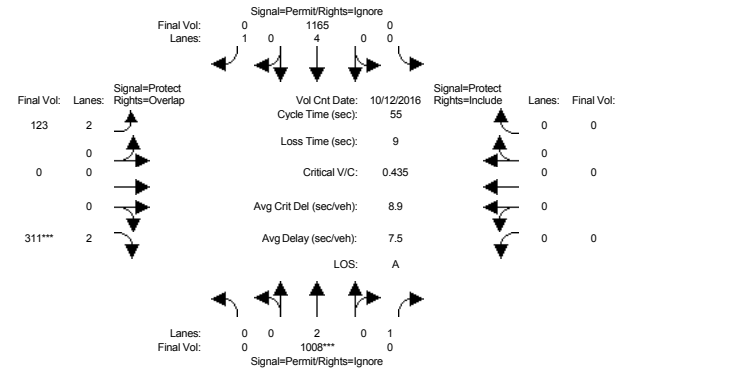 Signal=Permit/Rights=Ignore
Final Vol: 0 1165 0
Lanes: 1 0 4 0 0
Signal=Protect Signal=Protect
Final Vol: Lanes: Rights=Overlap Vol Cnt Date: 10/12/2016 Rights=Include Lanes: Final Vol:
Cycle Time (sec): 55
123 2 0 0
Loss Time (sec): 9
0 0
0 0 Critical V/C: 0.435 0 0
0 Avg Crit Del (sec/veh): 8.9 0
311*** 2 Avg Delay (sec/veh): 7.5 0 0
LOS: A
Lanes: 0 0 2 0 1
Final Vol: 0 1008*** 0
Signal=Permit/Rights=Ignore